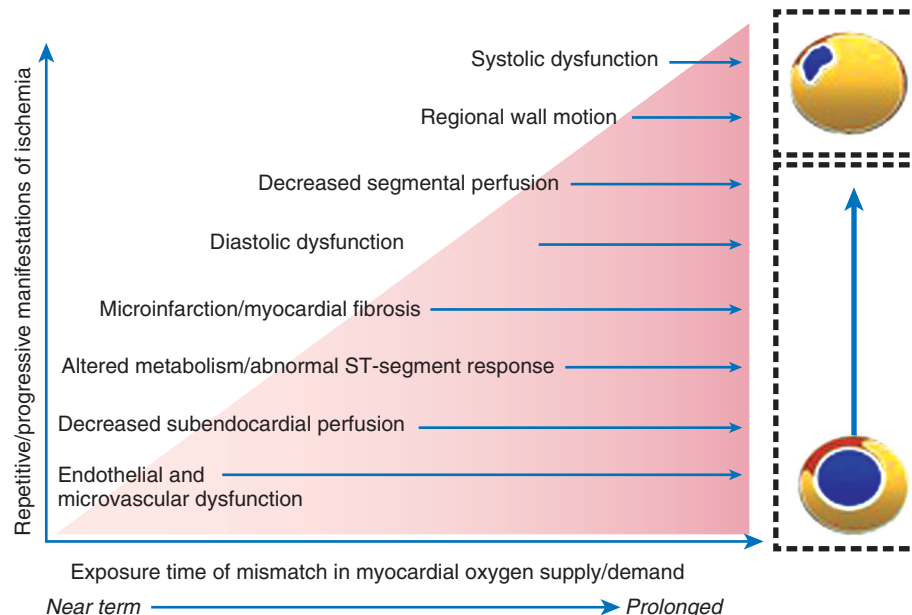 Repetitive/progressive manifestations of ischemia
Systolic dysfunction
Regional wall motion
Decreased segmental perfusion
Diastolic dysfunction
Microinfarction/myocardial fibrosis
Altered metabolism/abnormal ST-segment response
Decreased subendocardial perfusion
Endothelial and
microvascular dysfunction
Exposure time of mismatch in myocardial oxygen supply/demand
Near term
Prolonged